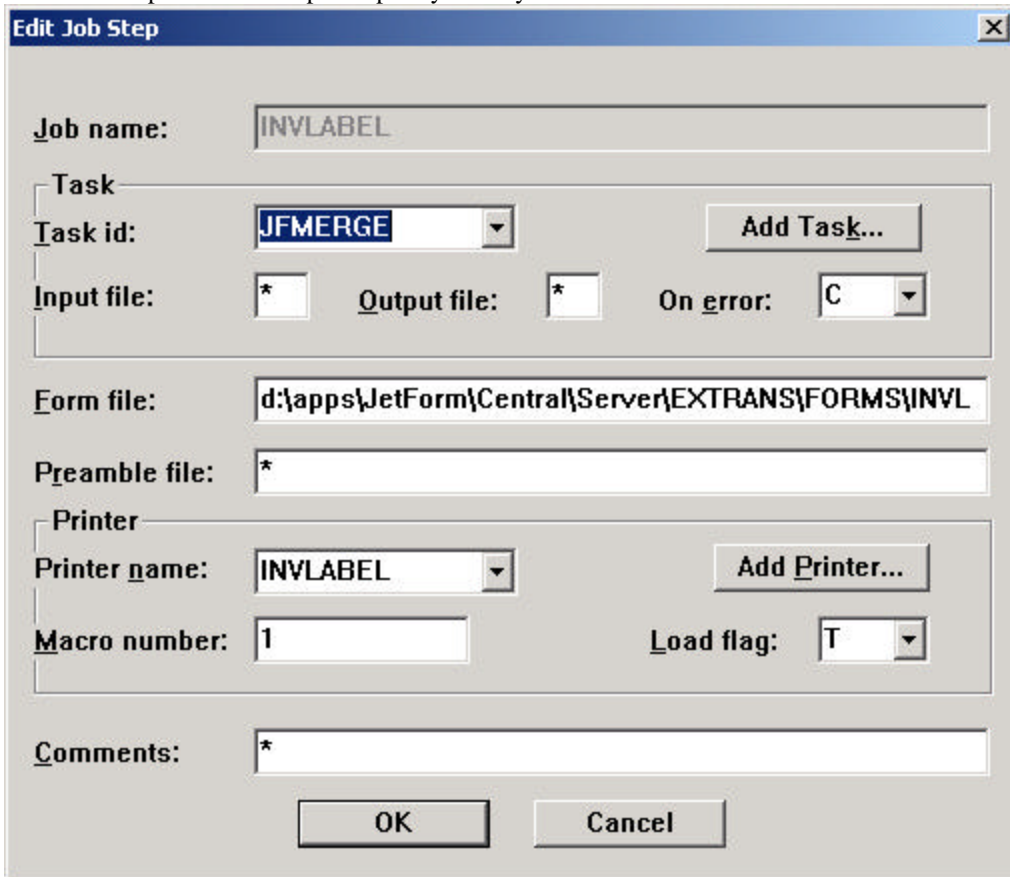 Edit Job Step
Job name: INVLABEL
Task
Task id: JFMERGE Add Task...
Input file: * Output file: * On error: C
Form file: d:\apps\JetForm\Central\Server\EXTRANS\FORMS\INVL
Preamble file: *
Printer
Printer name: INVLABEL Add Printer...
Macro number: 1 Load flag: T
Comments: *
OK Cancel